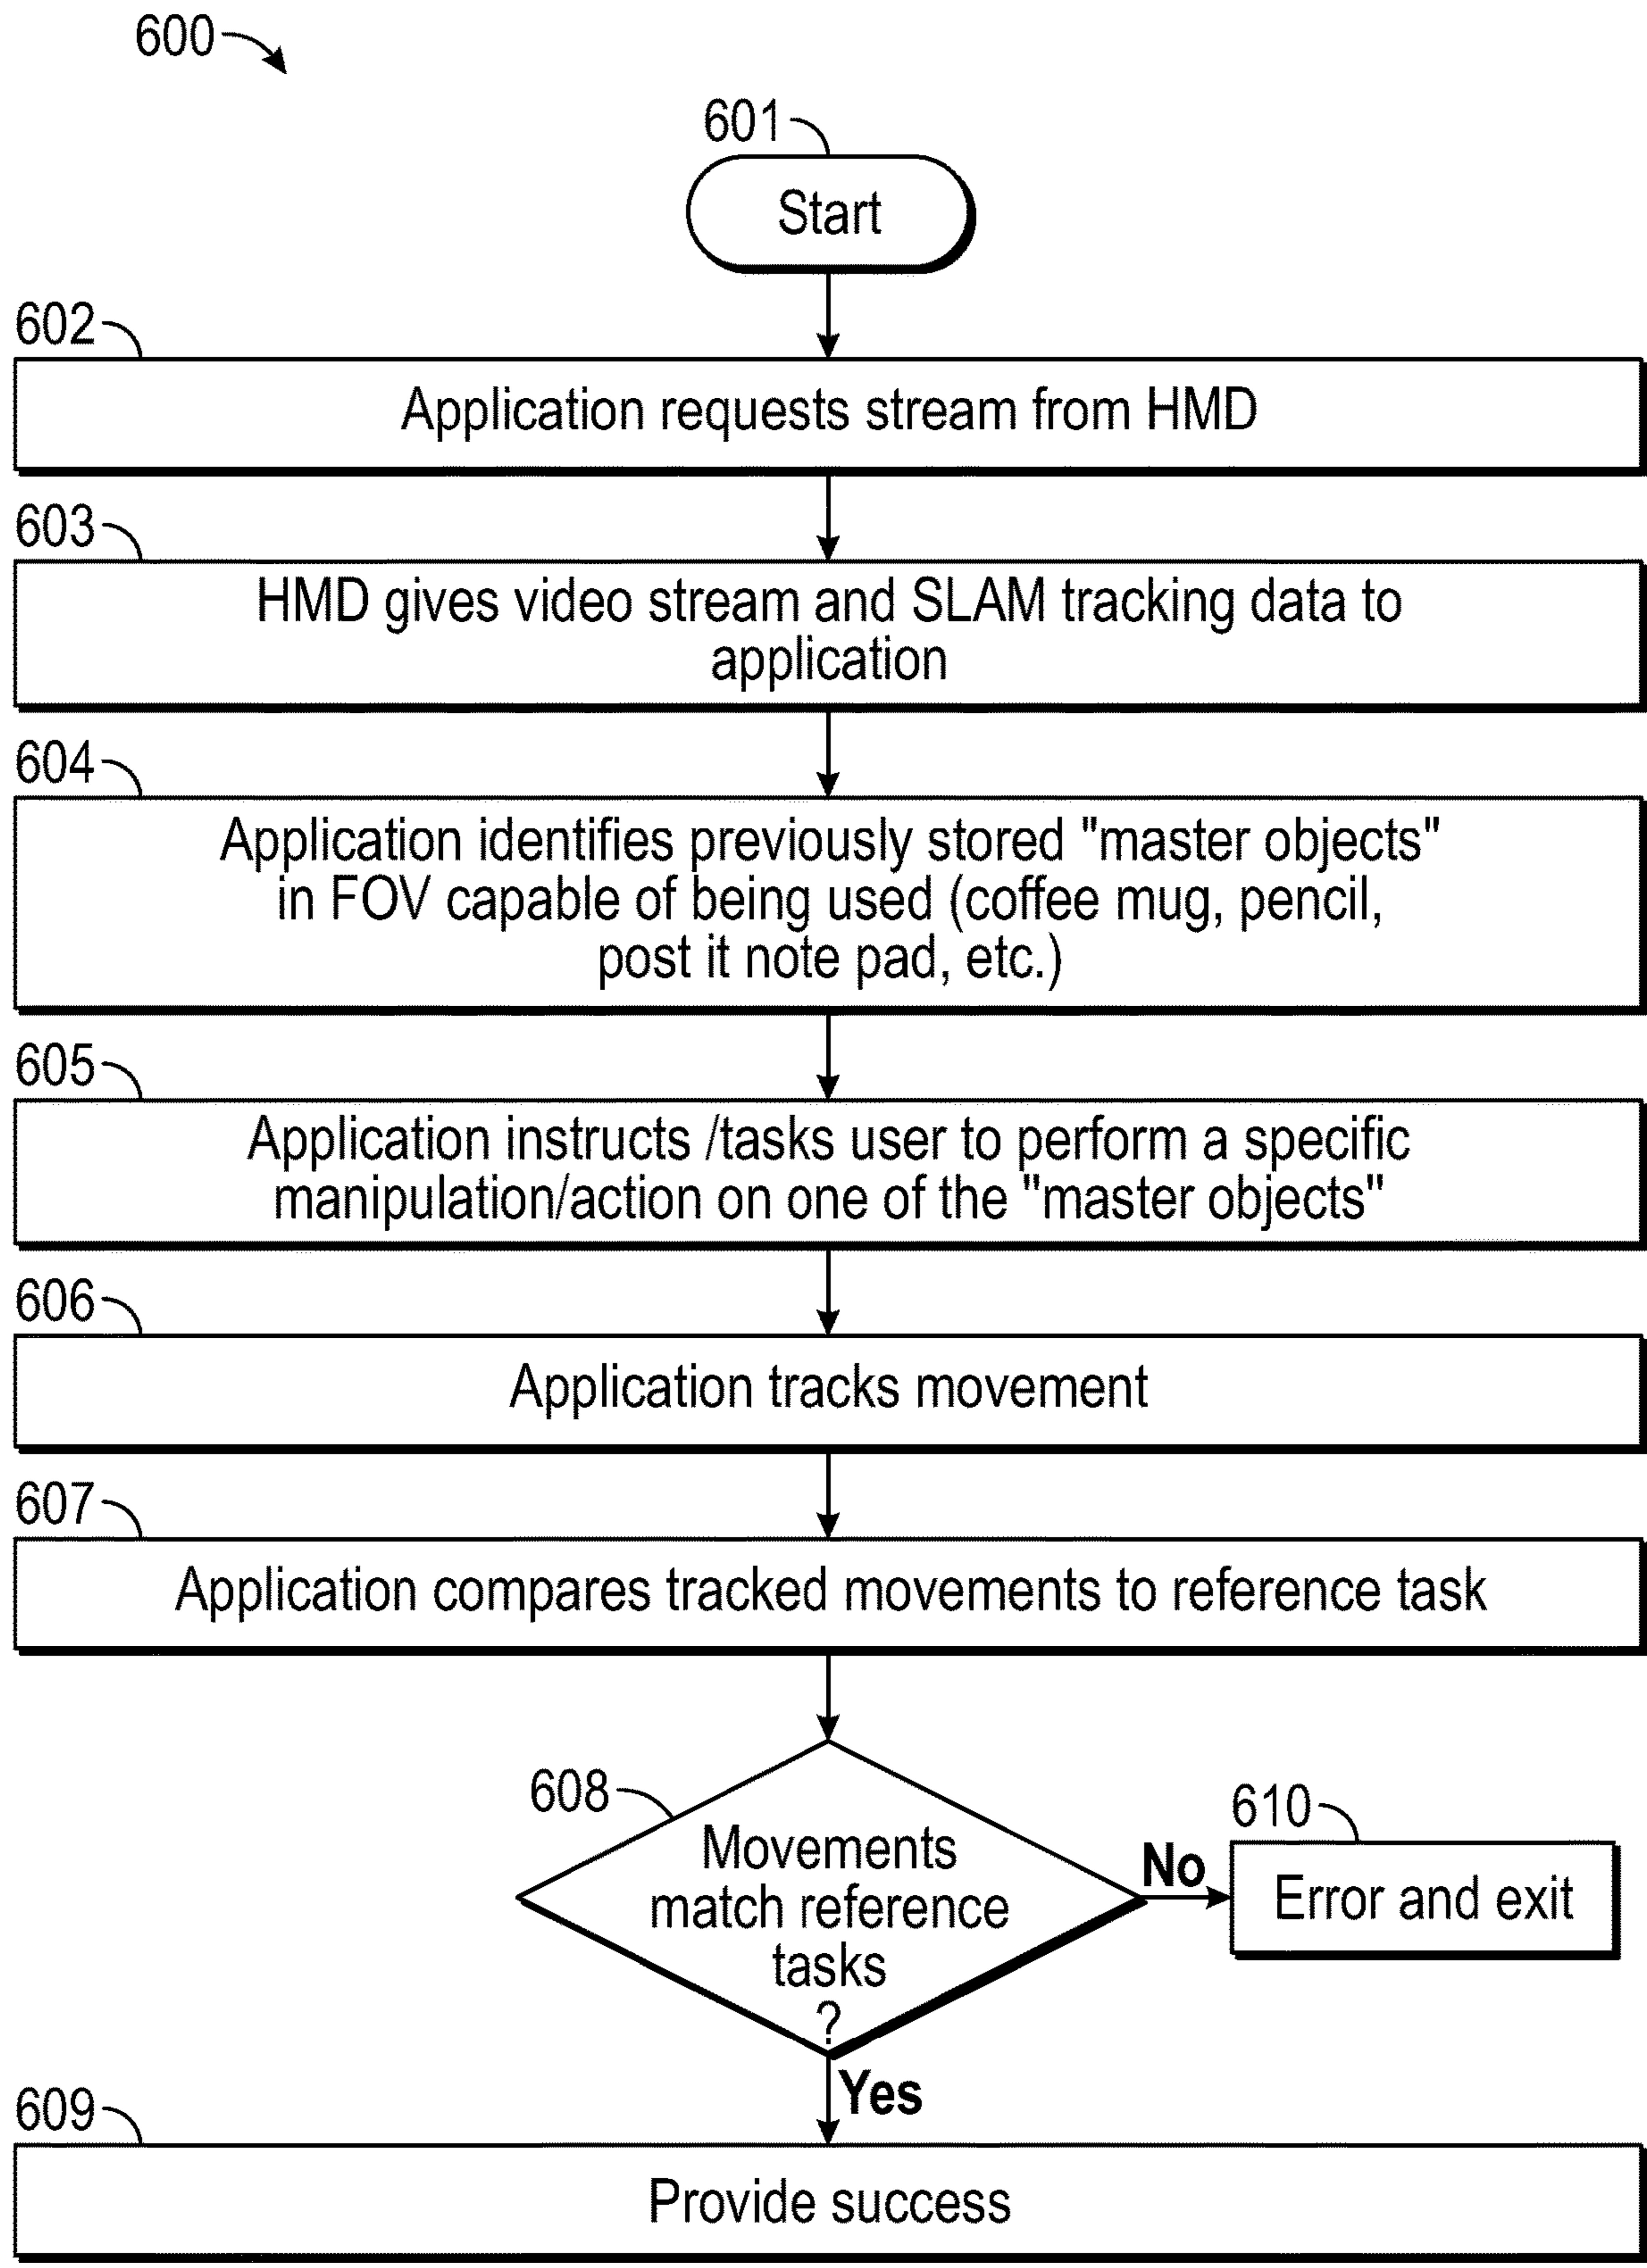 600
601
Start
602
Application requests stream from HMD
603
HMD gives video stream and SLAM tracking data to
application
604
Application identifies previously stored "master objects"
in FOV capable of being used (coffee mug, pencil,
post it note pad, etc.)
605
Application instructs /tasks user to perform a specific
manipulation/action on one of the "master objects"
606
Application tracks movement
607
Application compares tracked movements to reference task
608
Movements
match reference
tasks
?
No
610
Error and exit
Yes
609
Provide success